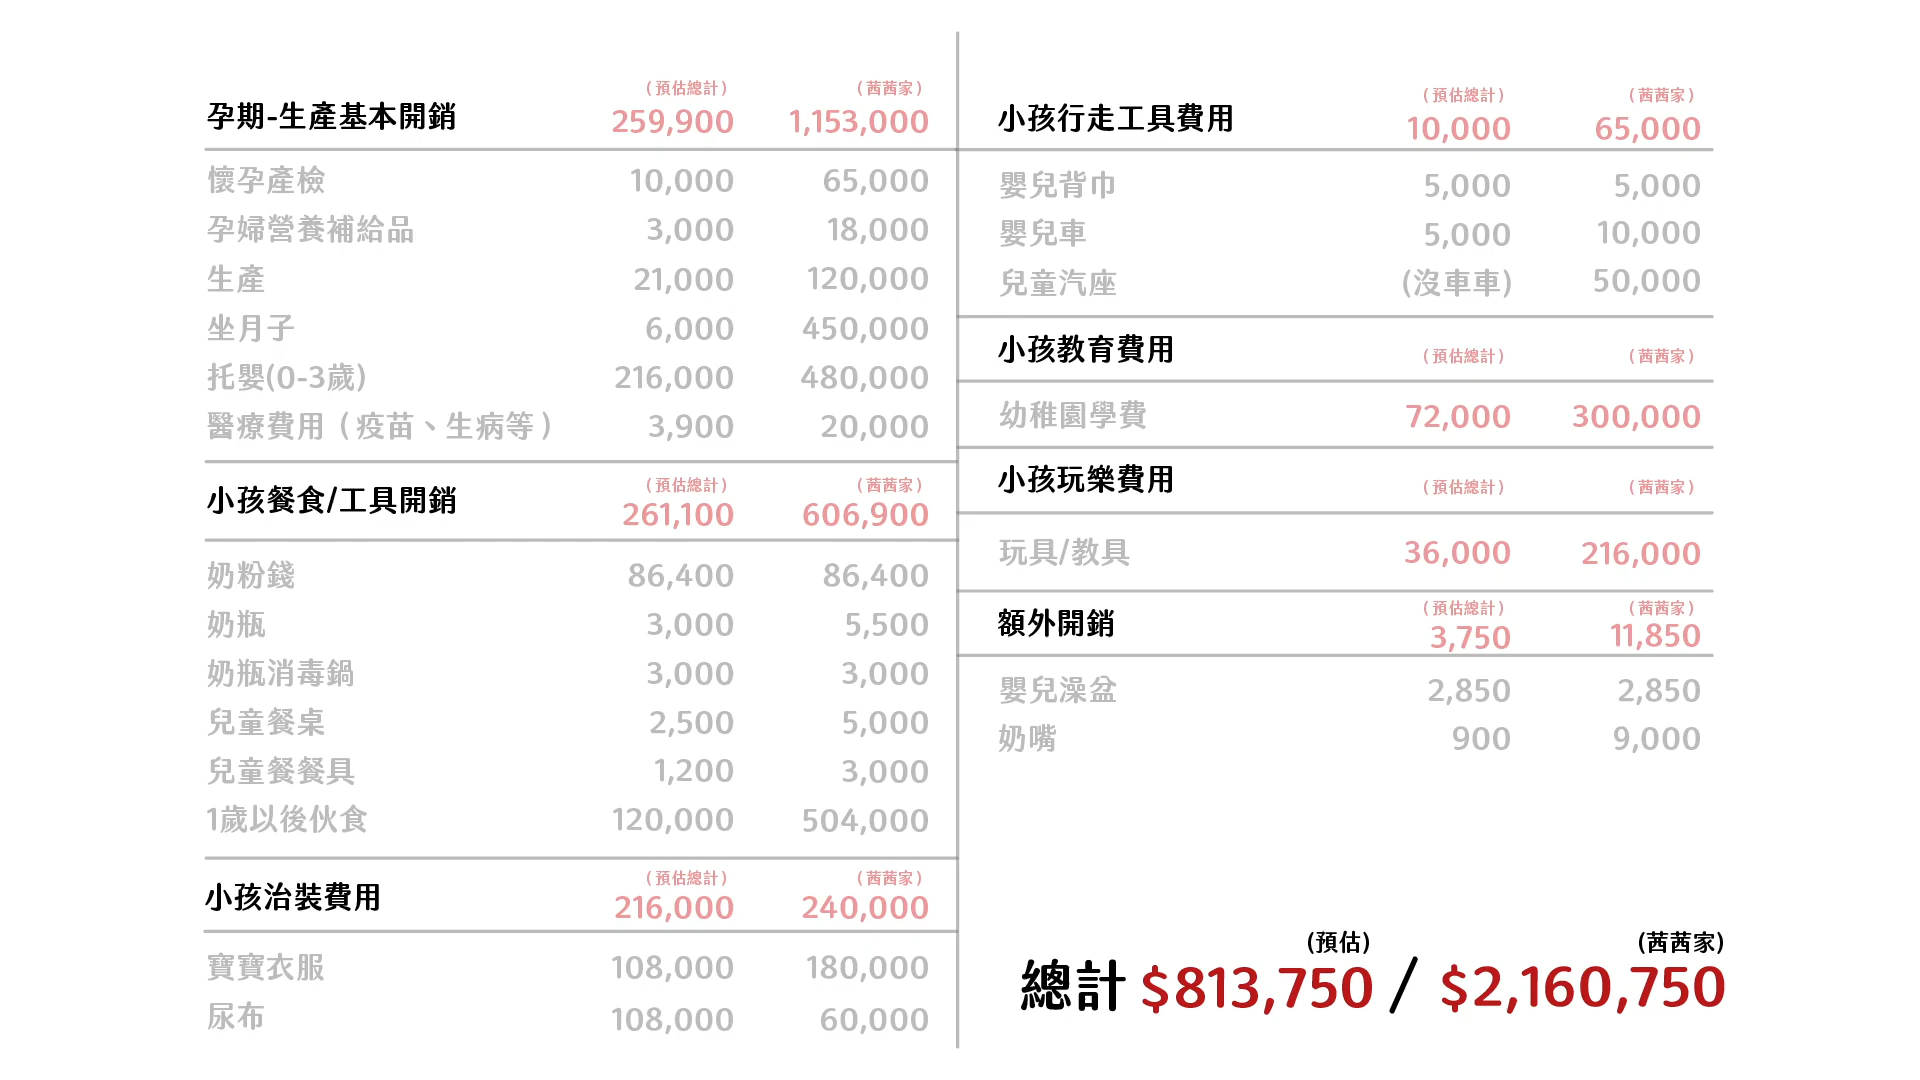 (預估總計) (茜茜家)
孕期-生產基本開銷 259,900 1,153,000
懷孕產檢 10,000 65,000
孕婦營養補給品 3,000 18,000
生產 21,000 120,000
坐月子 6,000 450,000
托嬰(0-3歲) 216,000 480,000
醫療費用（疫苗、生病等） 3,900 20,000
(預估總計) (茜茜家)
小孩餐食/工具開銷 261,100 606,900
奶粉錢 86,400 86,400
奶瓶 3,000 5,500
奶瓶消毒鍋 3,000 3,000
兒童餐桌 2,500 5,000
兒童餐餐具 1,200 3,000
1歲以後伙食 120,000 504,000
(預估總計) (茜茜家)
小孩治裝費用 216,000 240,000
寶寶衣服 108,000 180,000
尿布 108,000 60,000
(預估總計) (茜茜家)
小孩行走工具費用 10,000 65,000
嬰兒背巾 5,000 5,000
嬰兒車 5,000 10,000
兒童汽座 (沒車車) 50,000
小孩教育費用 (預估總計) (茜茜家)
幼稚園學費 72,000 300,000
小孩玩樂費用 (預估總計) (茜茜家)
玩具/教具 36,000 216,000
(預估總計) (茜茜家)
額外開銷 3,750 11,850
嬰兒澡盆 2,850 2,850
奶嘴 900 9,000
(預估) (茜茜家)
總計 $813,750 / $2,160,750